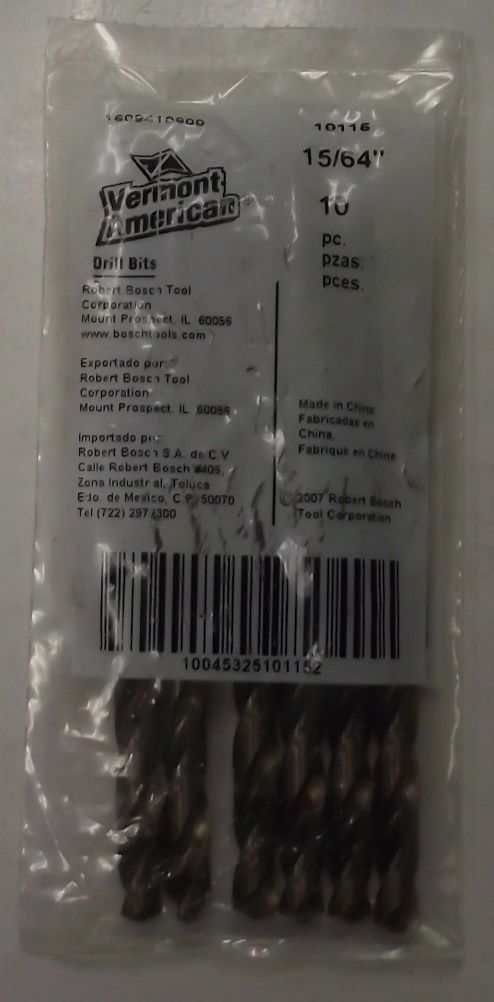 1609410900
10115
15/64"
Vermont
American®
10
pc.
pzas.
pces.
Drill Bits
Robert Bosch Tool
Corporation
Mount Prospect, IL 60056
www.boschtools.com
Exportado por:
Robert Bosch Tool
Corporation
Mount Prospect, IL 60056
Importado por:
Robert Bosch S.A. de C.V.
Calle Robert Bosch #405,
Zona Industrial, Toluca
Edo. de Mexico, C.P. 50070
Tel (722)
Made in China
Fabricadas en
China
Fabriqué en Chine
© 2007 Robert Bosch
Tool Corporation
10045325101152